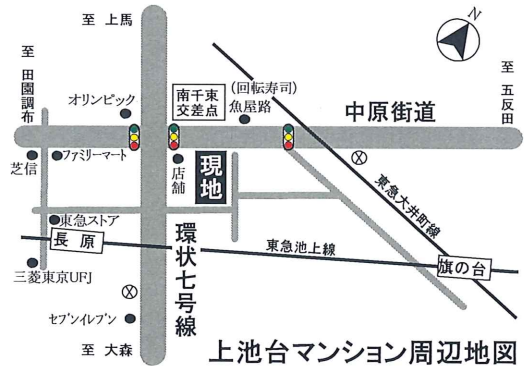 至 上馬
N
至 田園調布
オリンピック
南千束
交差点
(回転寿司)
魚屋路
中原街道
至 五反田
芝信
ファミリーマート
店舗
現地
東急大井町線
東急ストア
長原
環状七号線
東急池上線
旗の台
三菱東京UFJ
セブンイレブン
至 大森
上池台マンション周辺地図